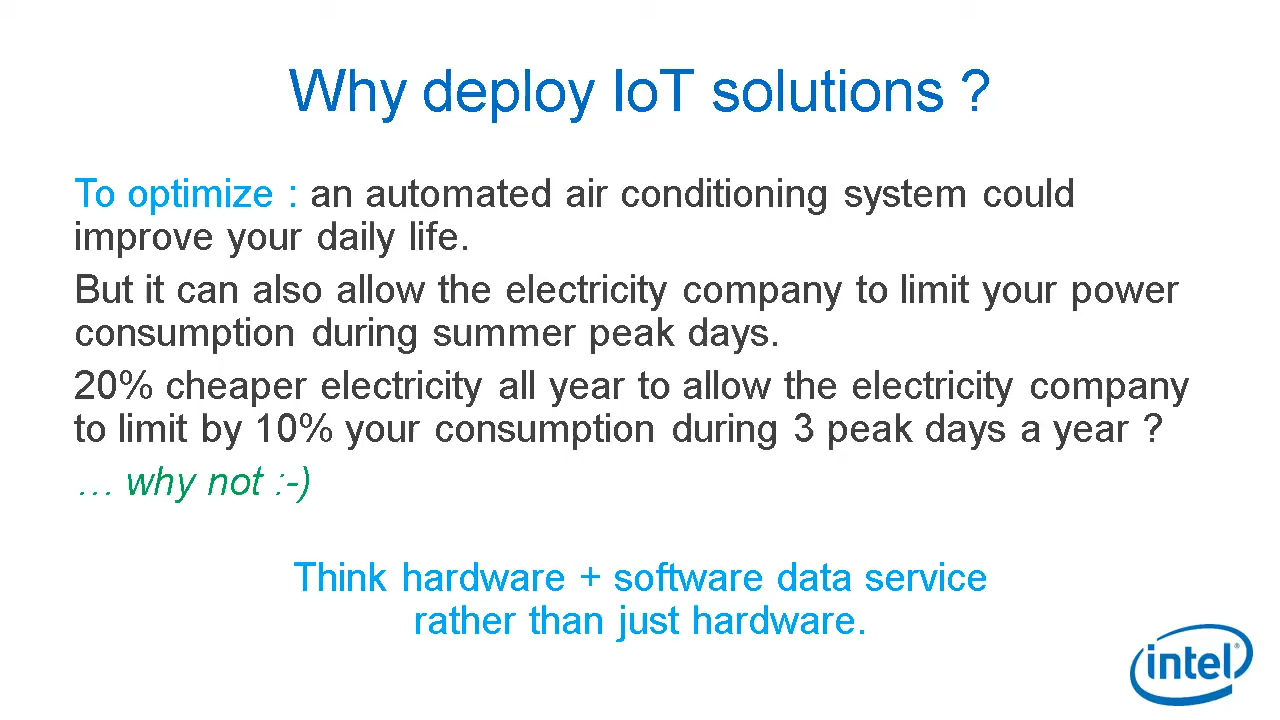 Why deploy IoT solutions ?
To optimize : an automated air conditioning system could
improve your daily life.
But it can also allow the electricity company to limit your power
consumption during summer peak days.
20% cheaper electricity all year to allow the electricity company
to limit by 10% your consumption during 3 peak days a year ?
… why not :-)
Think hardware + software data service
rather than just hardware.
intel